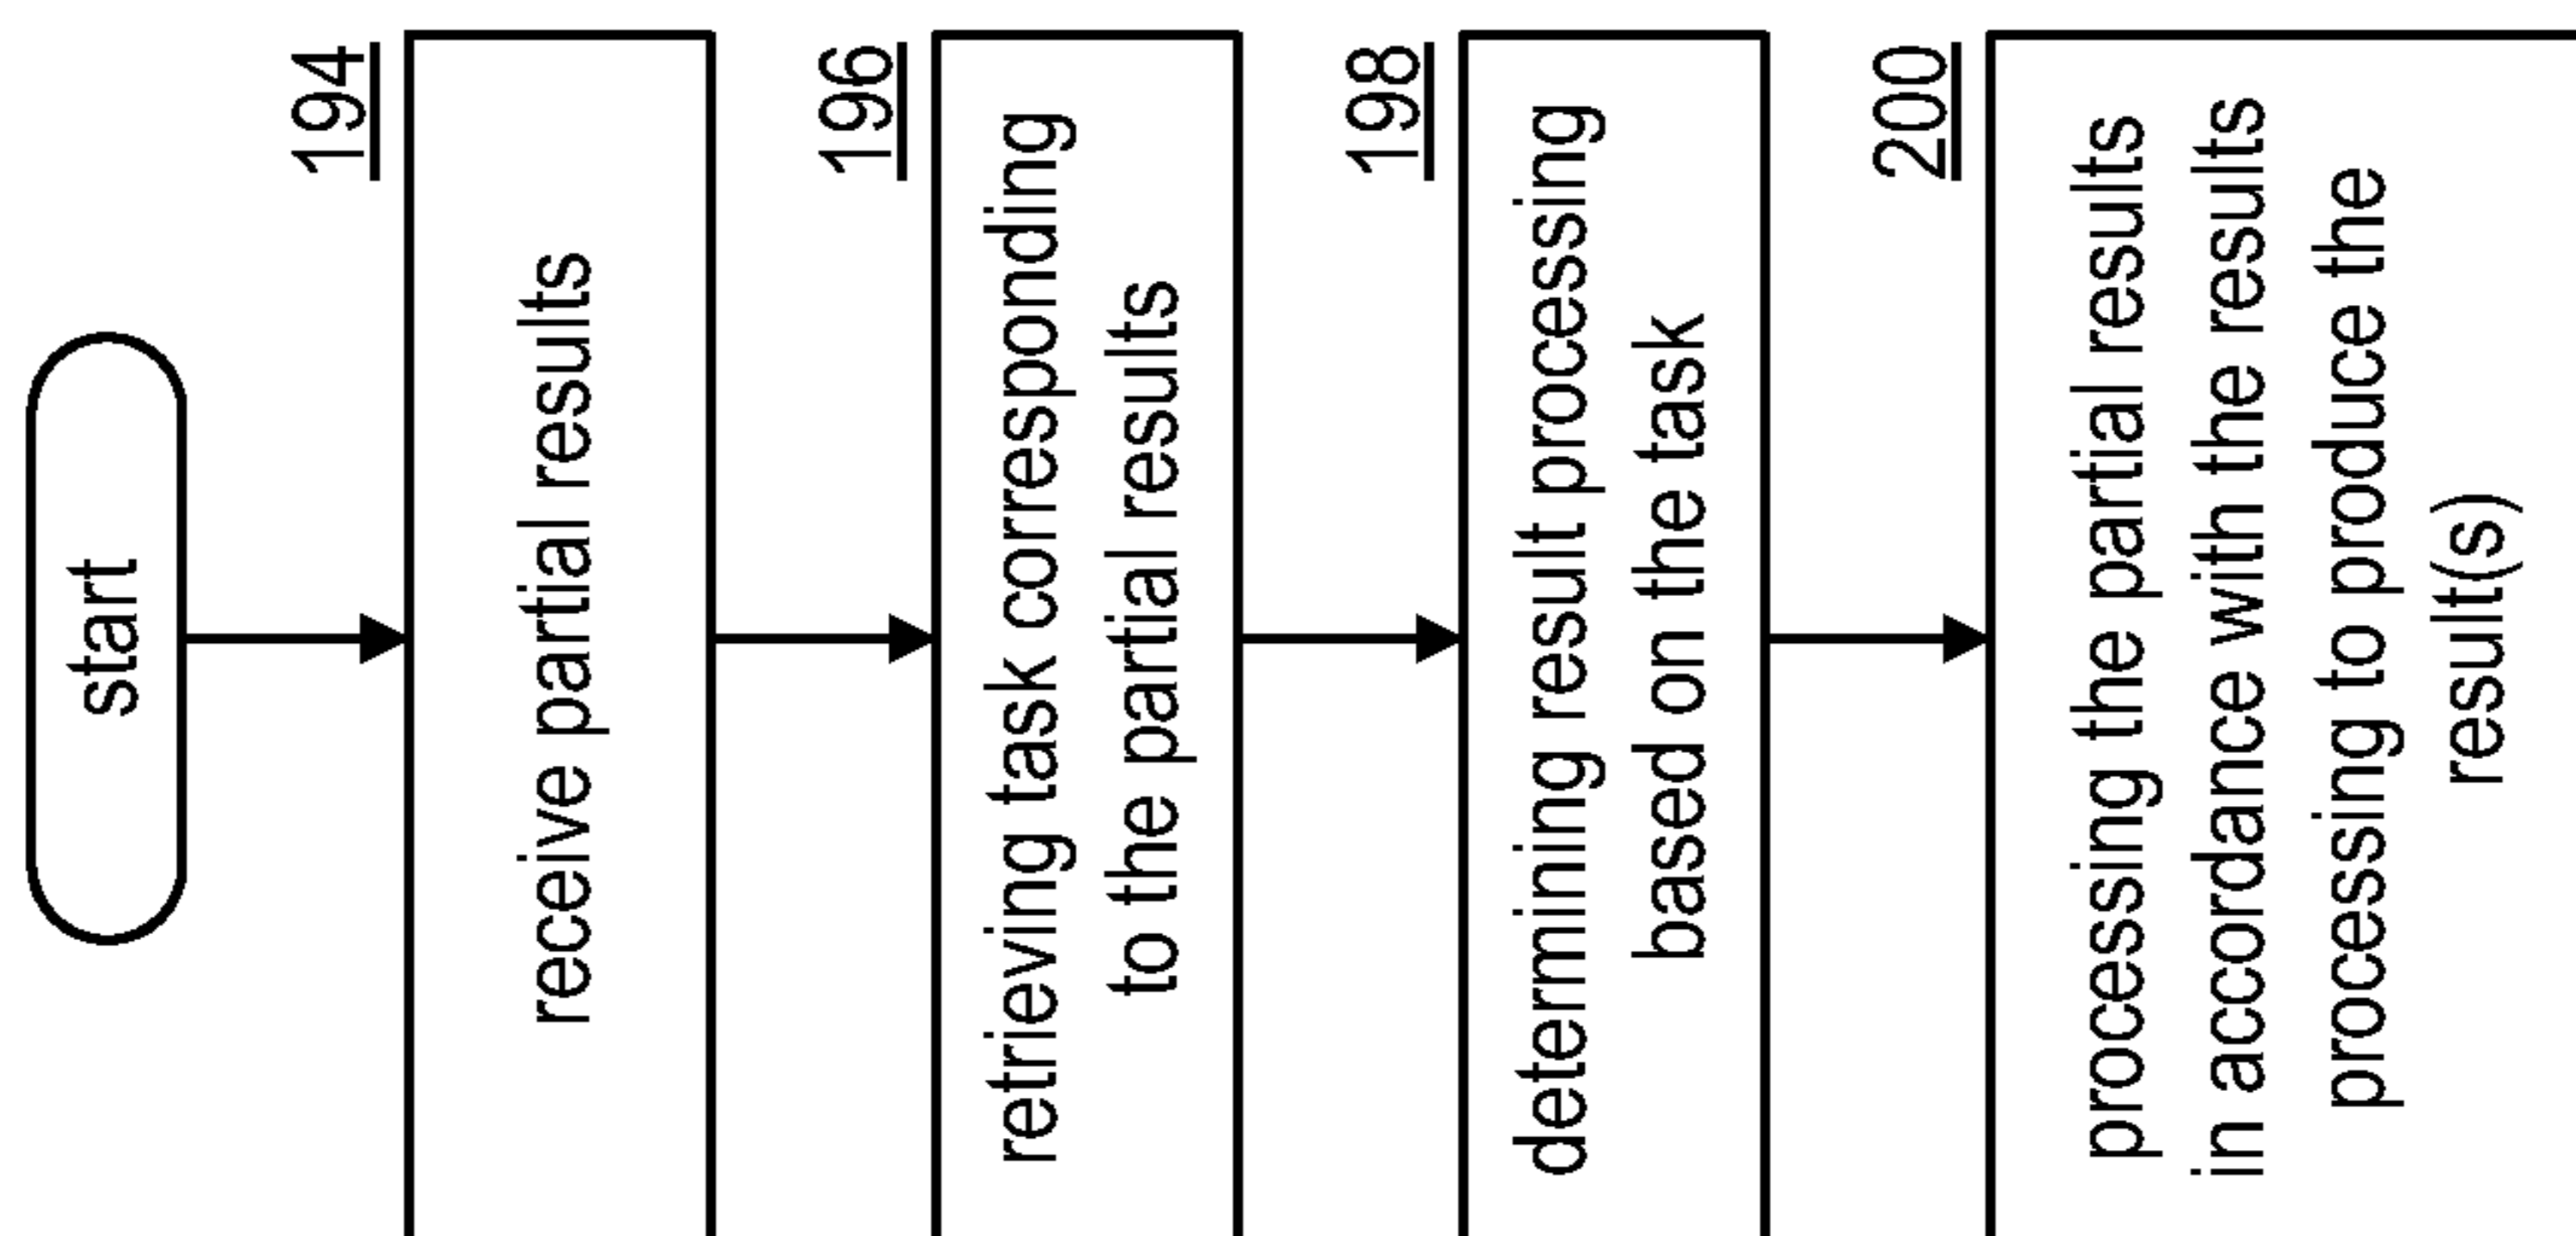 start
194
receive partial results
196
retrieving task corresponding
to the partial results
198
determining result processing
based on the task
200
processing the partial results
in accordance with the results
processing to produce the
result(s)